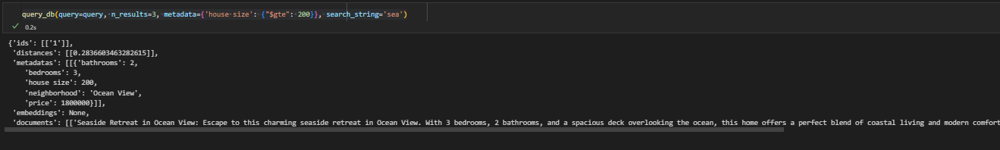 query_db(query=query, n_results=3, metadata={'house size': {"$gte": 200}}, search_string='sea')
0.2s
{'ids': [['1']],
 'distances': [[0.2836603463282615]],
 'metadatas': [[{'bathrooms': 2,
    'bedrooms': 3,
    'house size': 200,
    'neighborhood': 'Ocean View',
    'price': 1800000}]],
 'embeddings': None,
 'documents': [['Seaside Retreat in Ocean View: Escape to this charming seaside retreat in Ocean View. With 3 bedrooms, 2 bathrooms, and a spacious deck overlooking the ocean, this home offers a perfect blend of coastal living and modern comfort